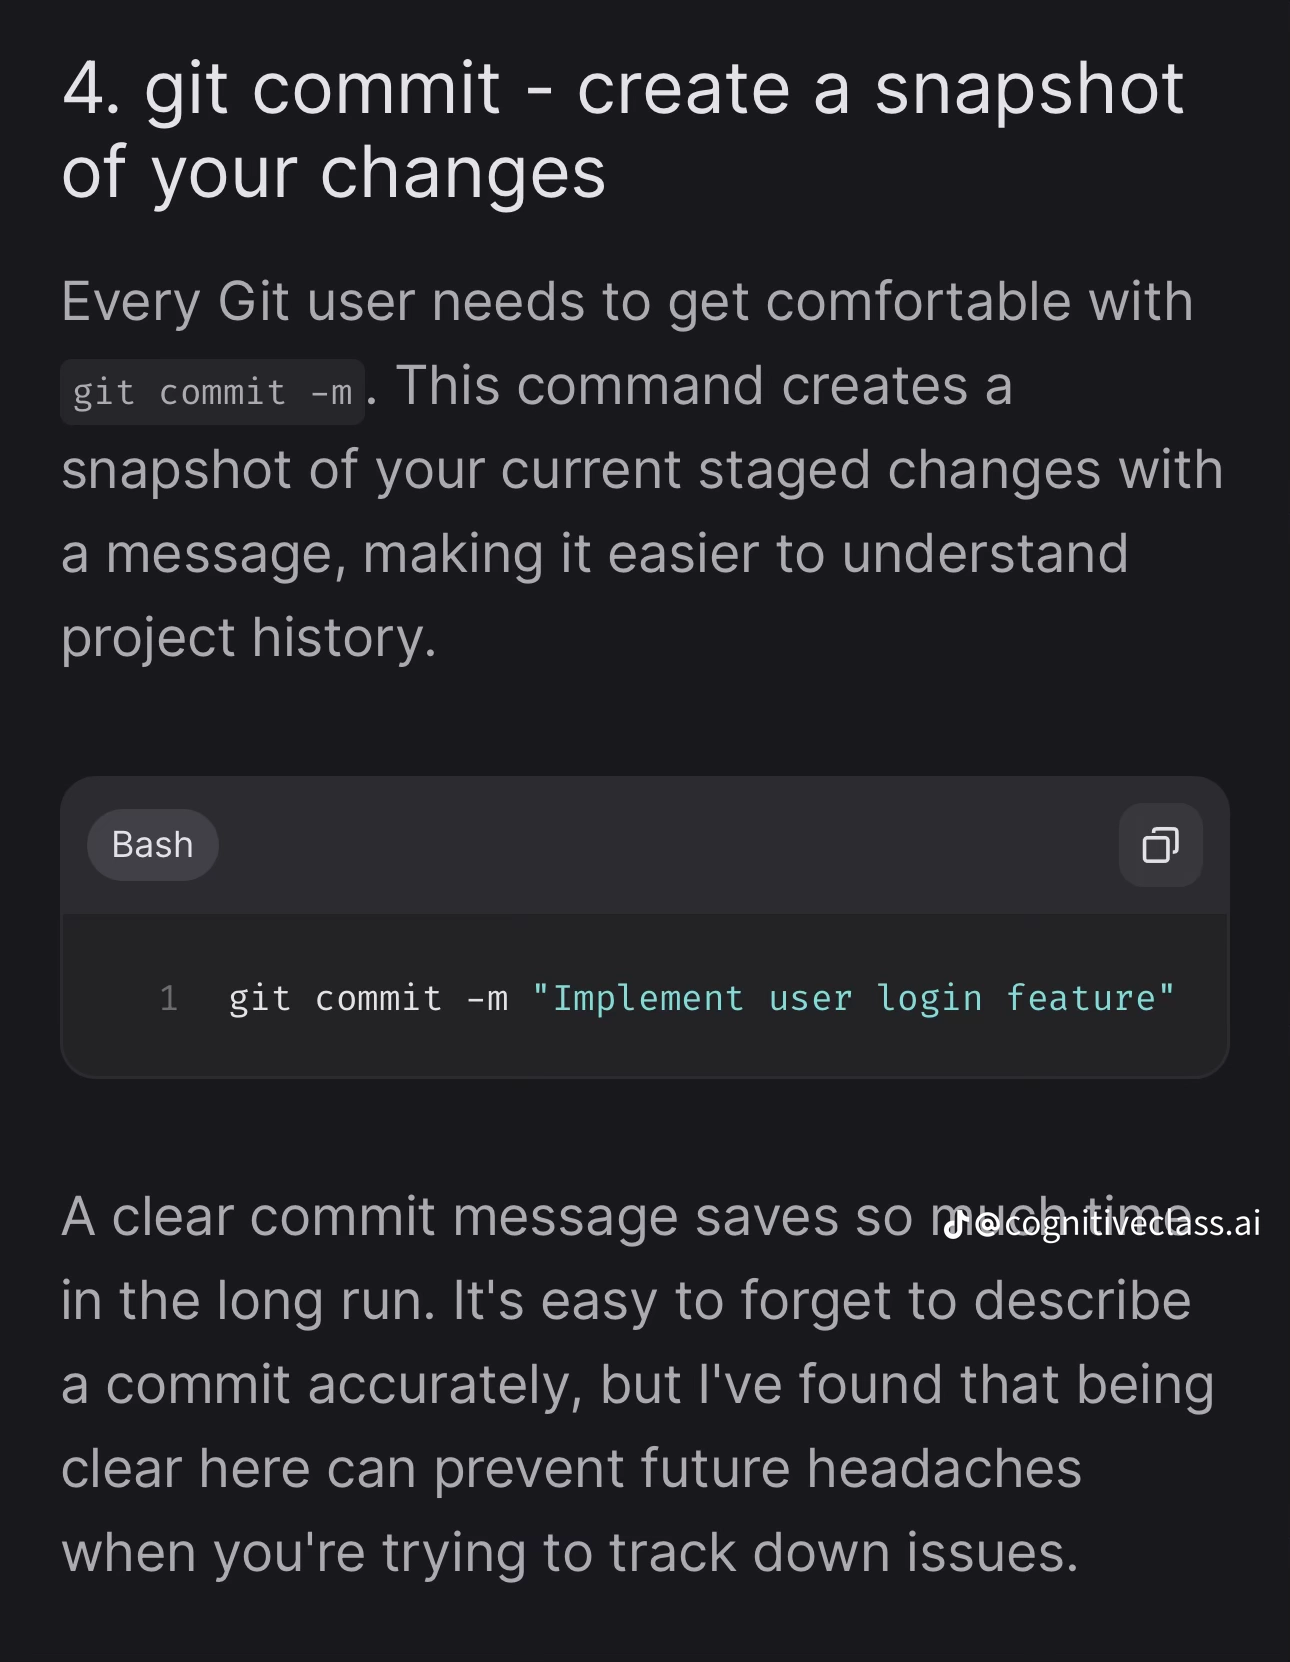 4. git commit - create a snapshot
of your changes
Every Git user needs to get comfortable with
git commit -m. This command creates a
snapshot of your current staged changes with
a message, making it easier to understand
project history.
Bash
1 git commit -m "Implement user login feature"
A clear commit message saves so much time
@cognitiveclass.ai
in the long run. It's easy to forget to describe
a commit accurately, but I've found that being
clear here can prevent future headaches
when you're trying to track down issues.